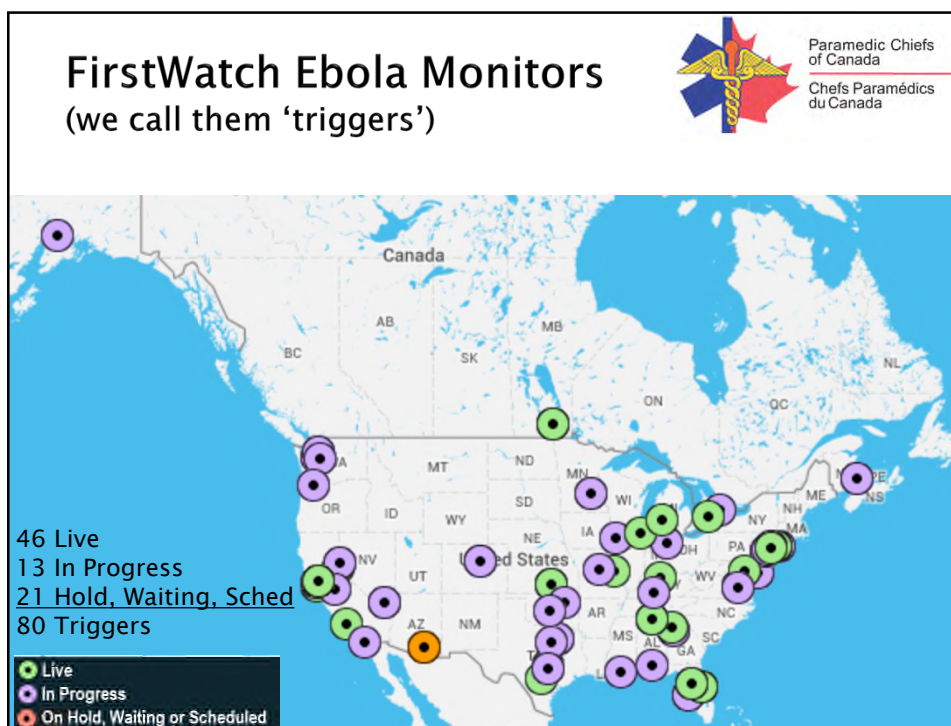 FirstWatch Ebola Monitors
(we call them ‘triggers’)
Paramedic Chiefs
of Canada
Chefs Paramédics
du Canada
Canada
AB
MB
BC
SK
NL
ON
QC
MT
ND
MN
PE
NS
ME
OR
ID
SD
WI
NH
NY
MA
WY
IA
NE
PA
OH
NV
United States
UT
WV
AZ
NM
AR
NC
MS
AL
SC
GA
46 Live
13 In Progress
21 Hold, Waiting, Sched
80 Triggers
Live
In Progress
On Hold, Waiting or Scheduled